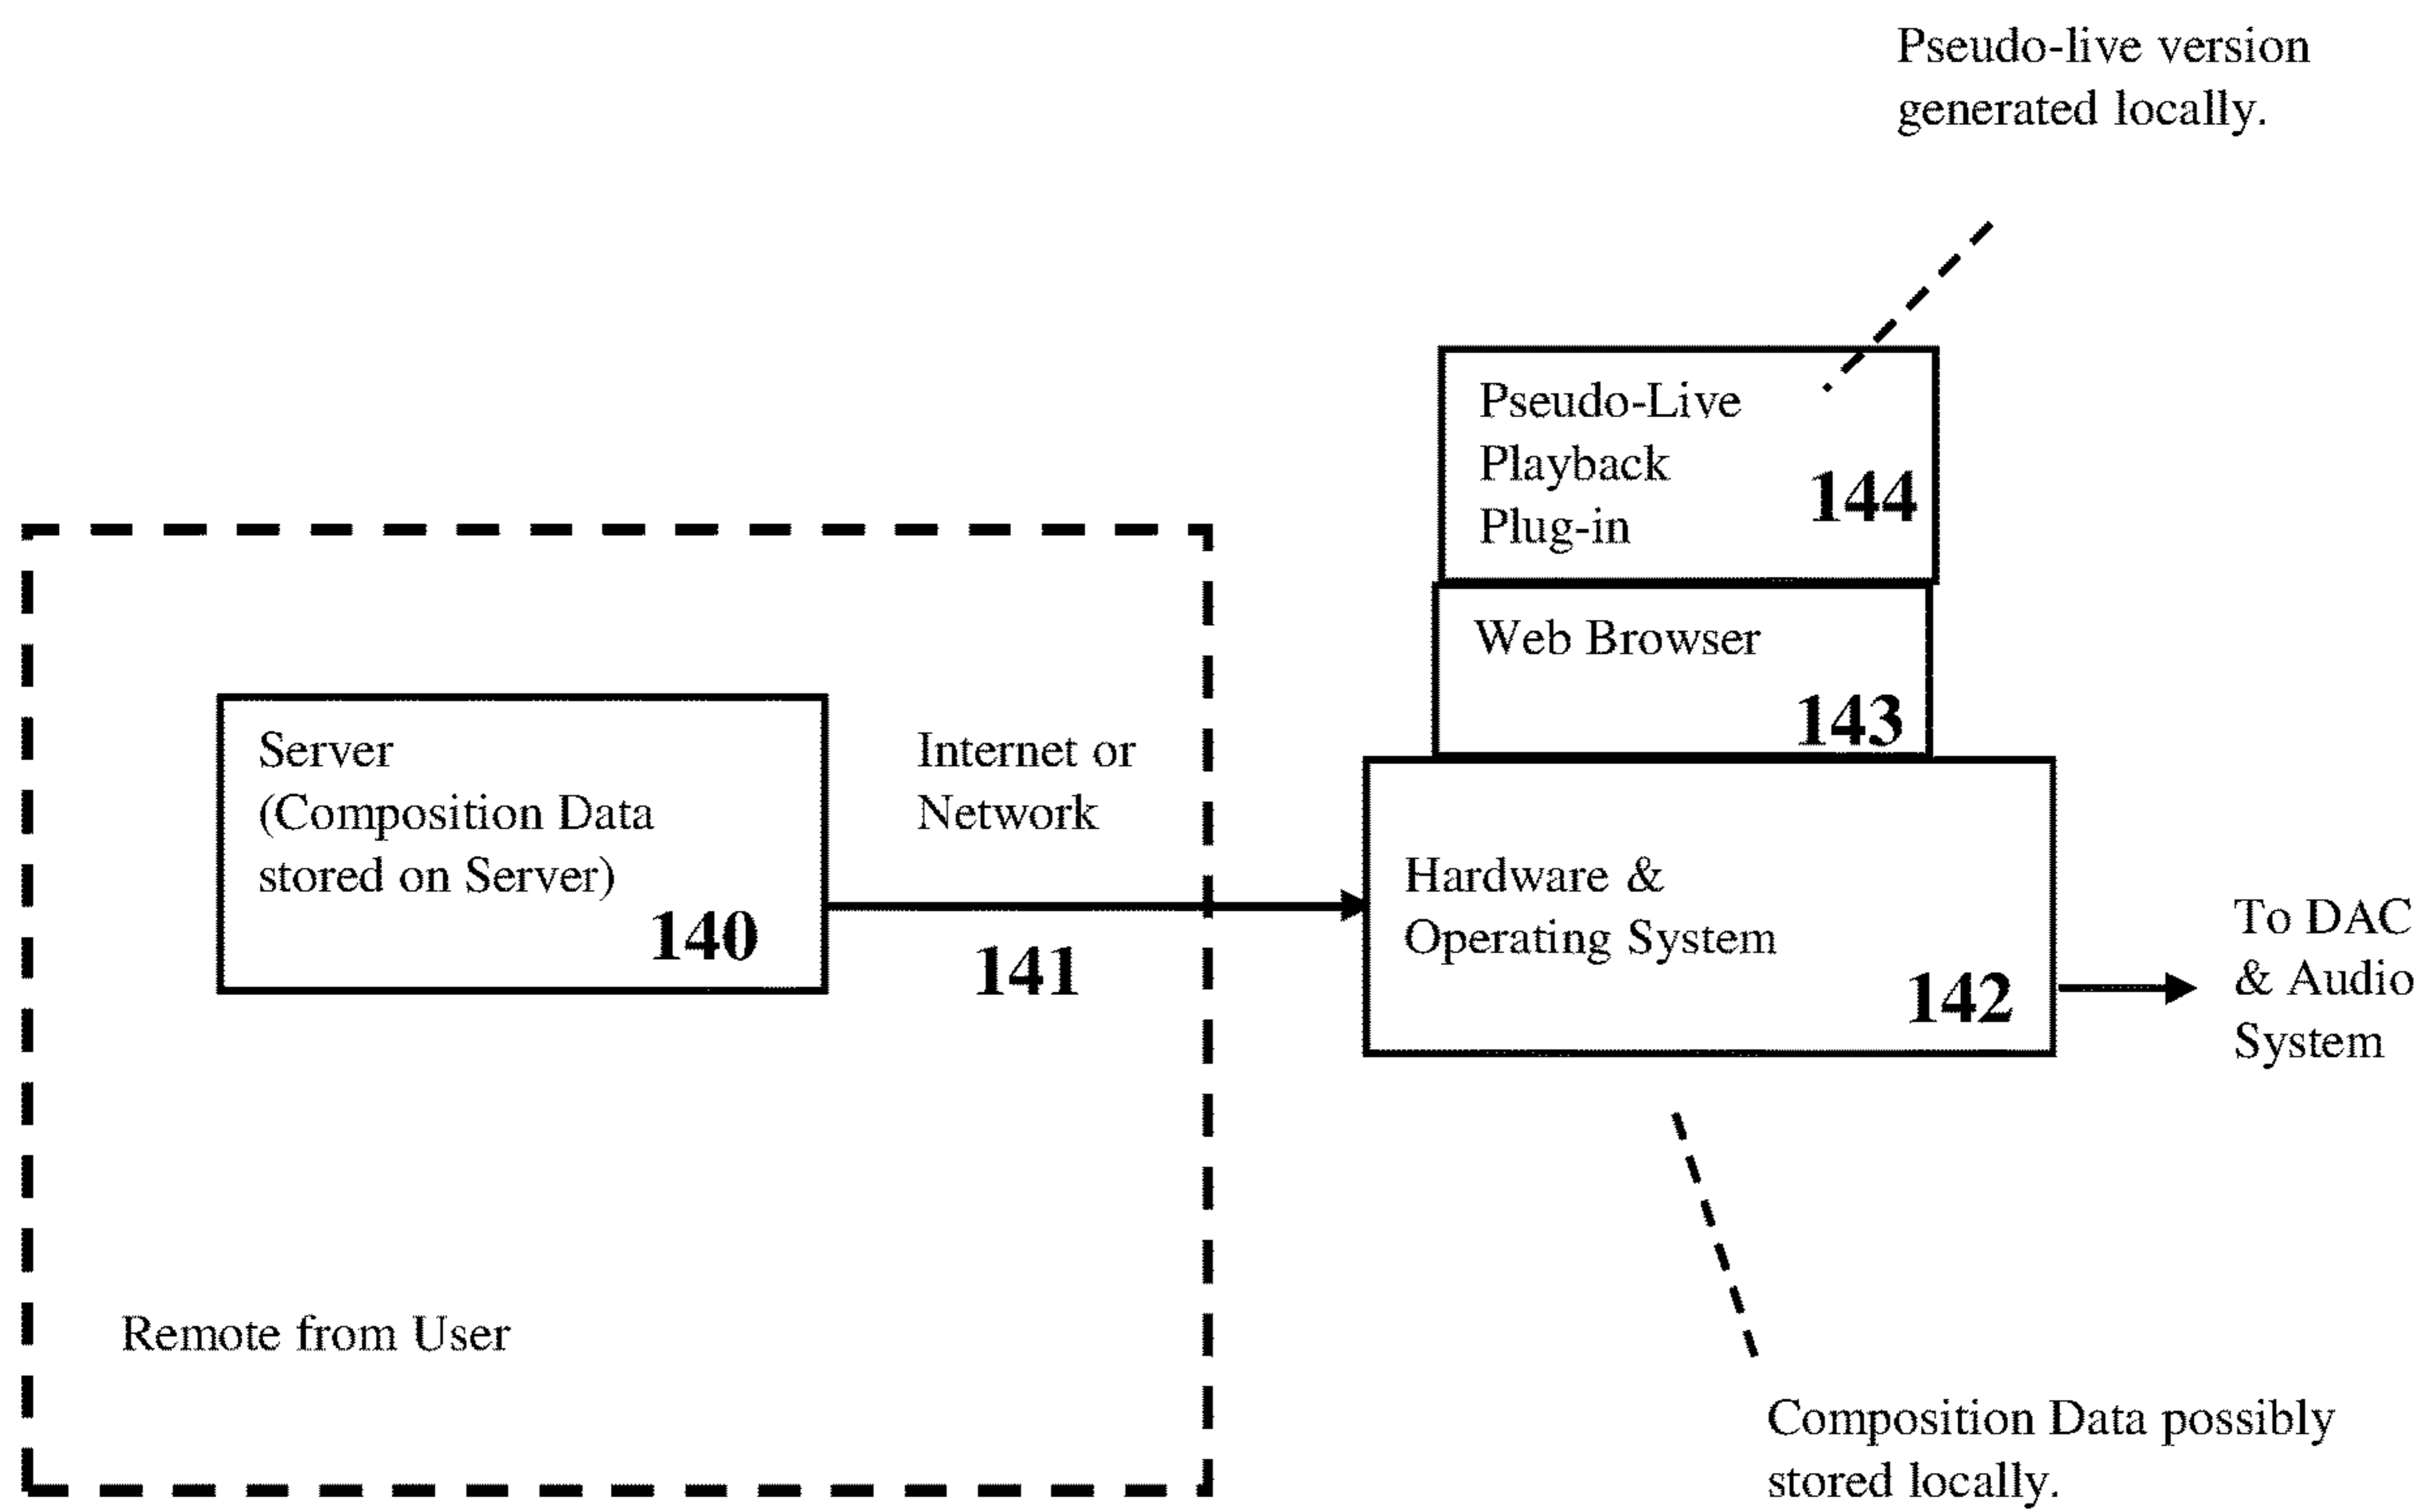 Pseudo-live version
generated locally.
Pseudo-Live
Playback
Plug-in
144
Web Browser
143
Server
(Composition Data
stored on Server)
140
Internet or
Network
141
Hardware &
Operating System
142
To DAC
& Audio
System
Remote from User
Composition Data possibly
stored locally.